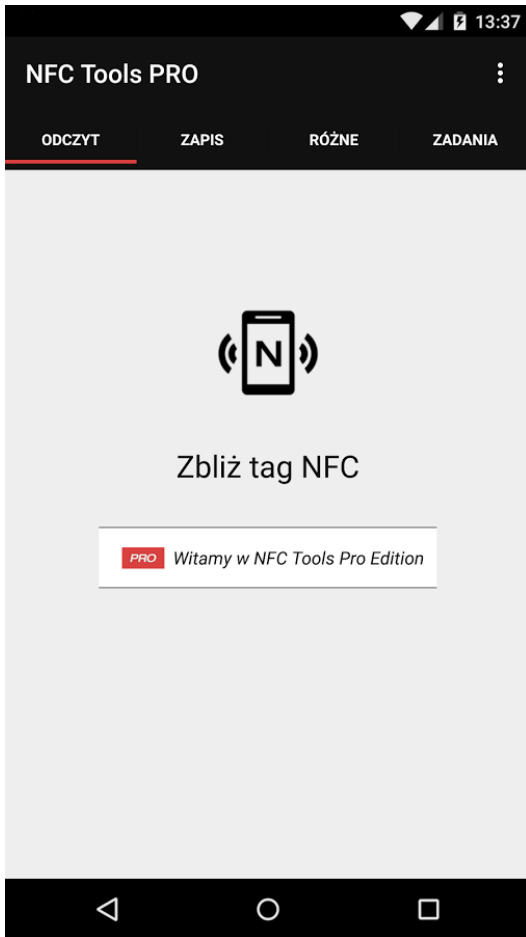 13:37
NFC Tools PRO
ODCZYT ZAPIS RÓŻNE ZADANIA
N
Zbliż tag NFC
PRO Witamy w NFC Tools Pro Edition